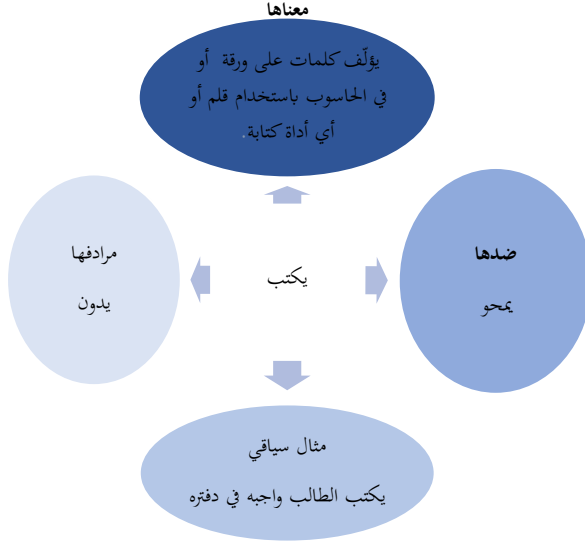 معناها
يؤلّف كلمات على ورقة أو
في الحاسوب باستخدام قلم أو
أي أداة كتابة.
ضدها
يمحو
يكتب
مرادفها
يدون
مثال سياقي
يكتب الطالب واجبه في دفتره